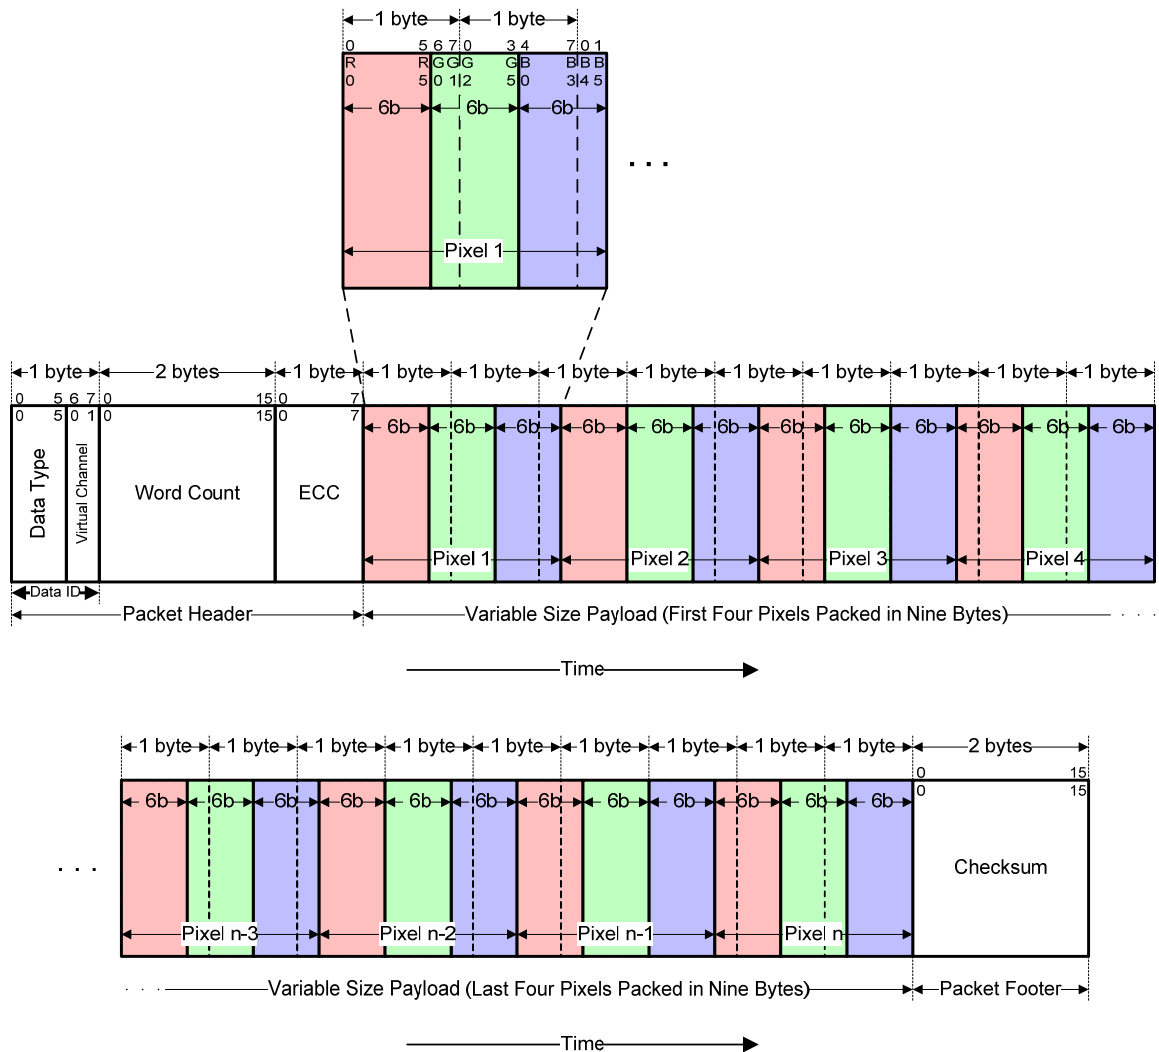 1 byte 1 byte
0 5 6 7 0 3 4 7 0 1
R R G G G G B B B B
0 5 0 1 2 5 0 3 4 5
6b 6b 6b
. . .
Pixel 1
1 byte 2 bytes 1 byte 1 byte 1 byte 1 byte 1 byte 1 byte 1 byte 1 byte 1 byte 1 byte
0 5 6 7 0 15 0 7
0 5 0 1 0 15 0 7
6b 6b 6b 6b 6b 6b 6b 6b 6b 6b 6b 6b
Data Type
Virtual Channel
Word Count
ECC
Pixel 1 Pixel 2 Pixel 3 Pixel 4
Data ID
Packet Header
Variable Size Payload (First Four Pixels Packed in Nine Bytes)
. . .
Time
1 byte 1 byte 1 byte 1 byte 1 byte 1 byte 1 byte 1 byte 1 byte 2 bytes
0 15
0 15
6b 6b 6b 6b 6b 6b 6b 6b 6b 6b 6b 6b
. . .
Checksum
Pixel n-3 Pixel n-2 Pixel n-1 Pixel n
. . .
Variable Size Payload (Last Four Pixels Packed in Nine Bytes)
Packet Footer
Time